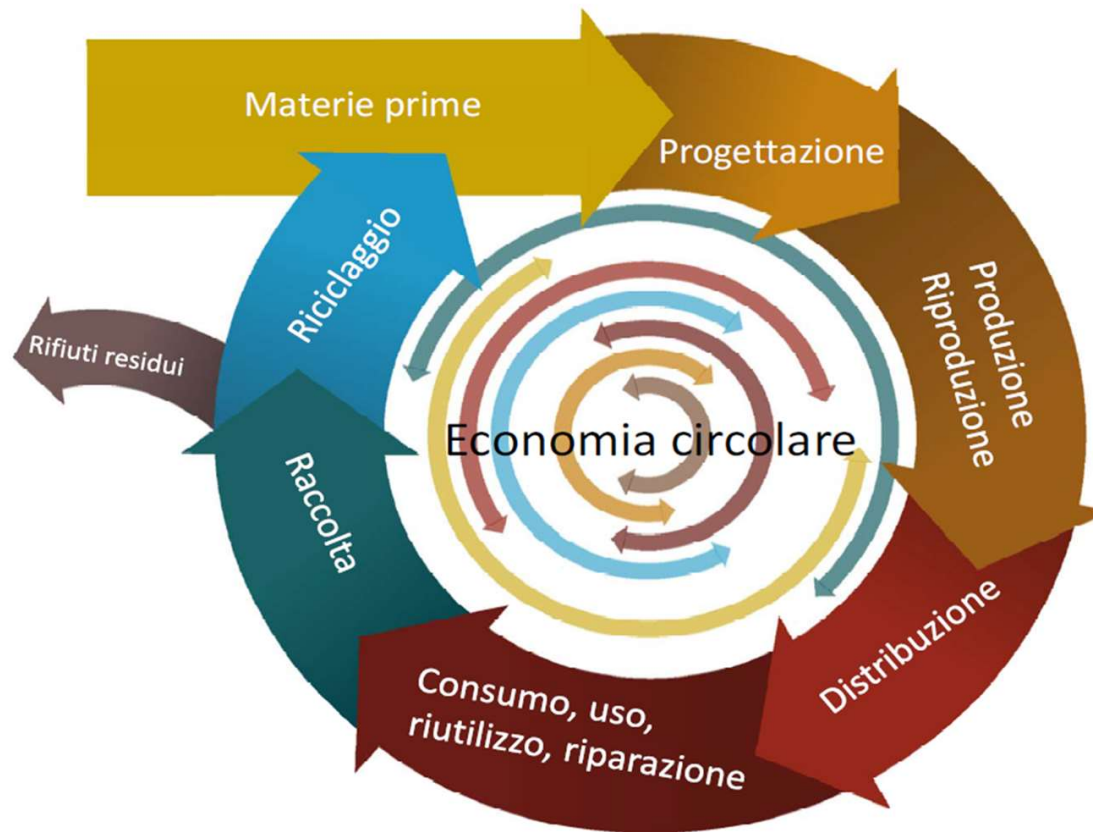 Materie prime
Progettazione
Produzione
Riproduzione
Distribuzione
Consumo, uso,
riutilizzo, riparazione
Raccolta
Riciclaggio
Rifiuti residui
Economia circolare